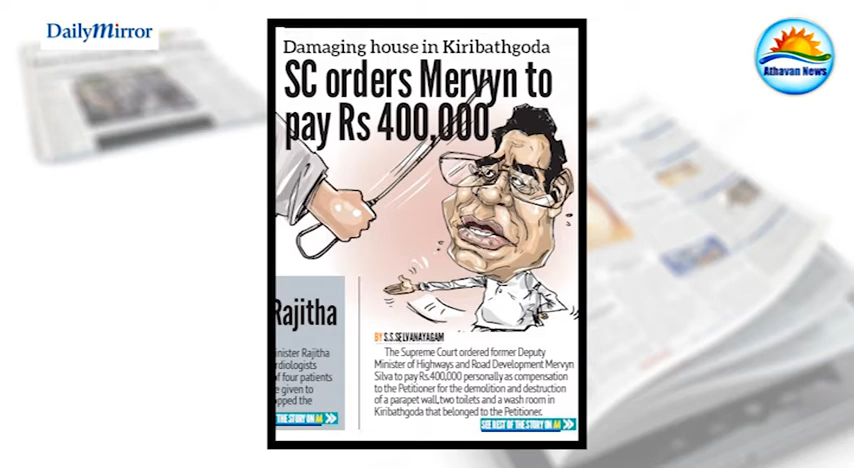 DailyMirror
Athavan News
Damaging house in Kiribathgoda
SC orders Mervyn to
pay Rs 400,000
Rajitha
inister Rajitha
rdiologists
of four patients
e given to
opped the
THE STORY ON
BY S.S.SELVANAYAGAM
The Supreme Court ordered former Deputy
Minister of Highways and Road Development Mervyn
Silva to pay Rs.400,000 personally as compensation
to the Petitioner for the demolition and destruction
of a parapet wall, two toilets and a wash room in
Kiribathgoda that belonged to the Petitioner.
SEE REST OF THE STORY ON